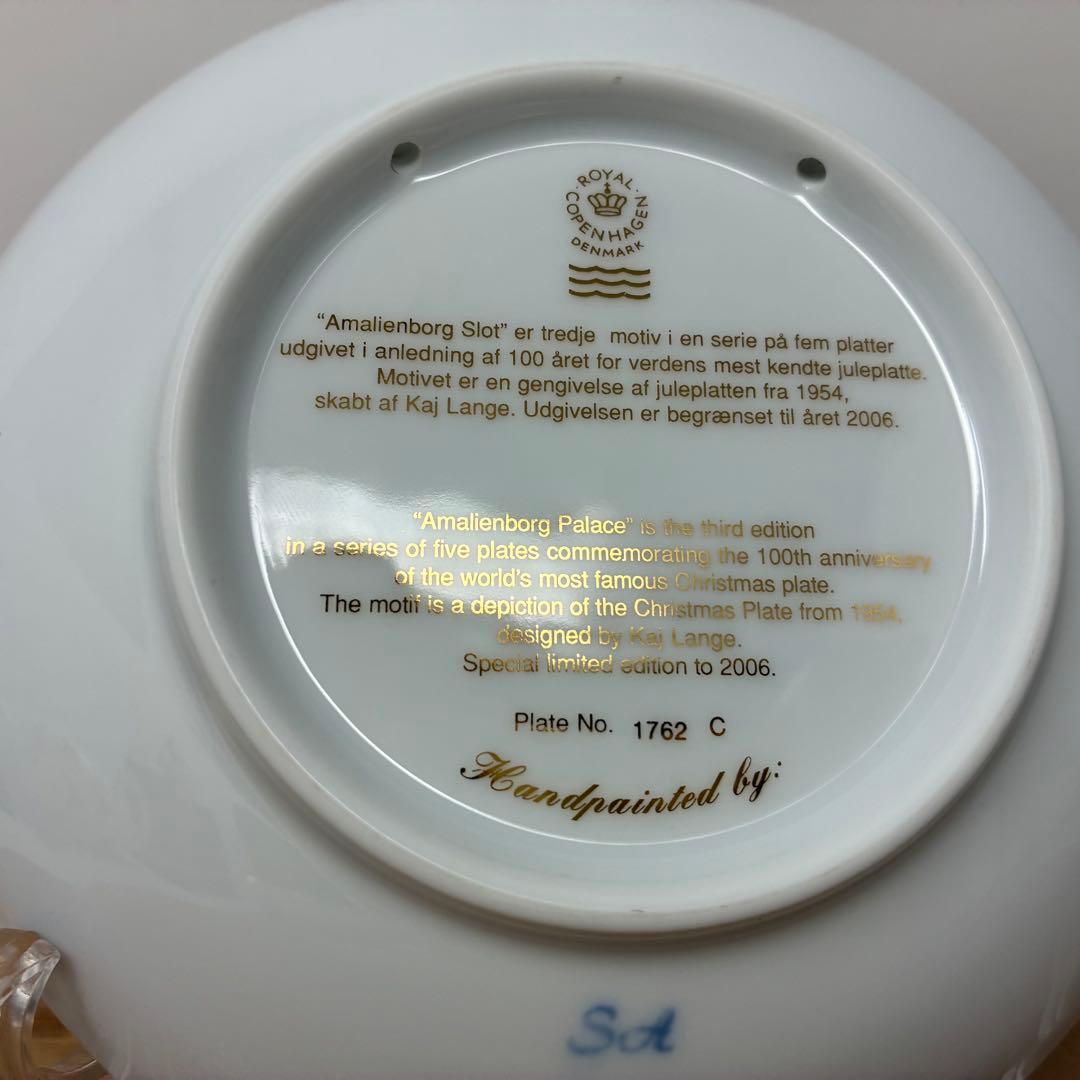 ROYAL
COPENHAGEN
DENMARK
“Amalienborg Slot” er tredje motiv i en serie på fem platter
udgivet i anledning af 100 året for verdens mest kendte juleplatte.
Motivet er en gengivelse af juleplatten fra 1954,
skabt af Kaj Lange. Udgivelsen er begrænset til året 2006.
“Amalienborg Palace” is the third edition
in a series of five plates commemorating the 100th anniversary
of the world's most famous Christmas plate.
The motif is a depiction of the Christmas Plate from 1954,
designed by Kaj Lange.
Special limited edition to 2006.
Plate No. 1762 C
Handpainted by:
SA